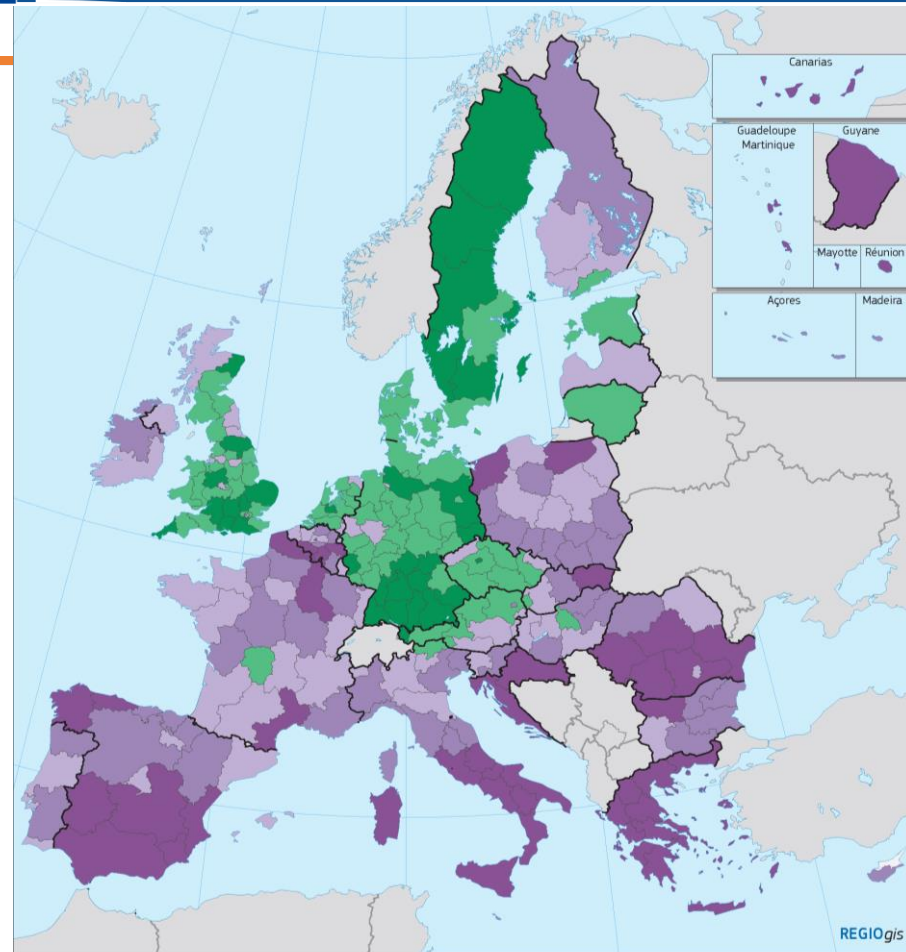 Canarias
Guadeloupe
Martinique
Guyane
Mayotte
Réunion
Açores
Madeira
REGIOgis